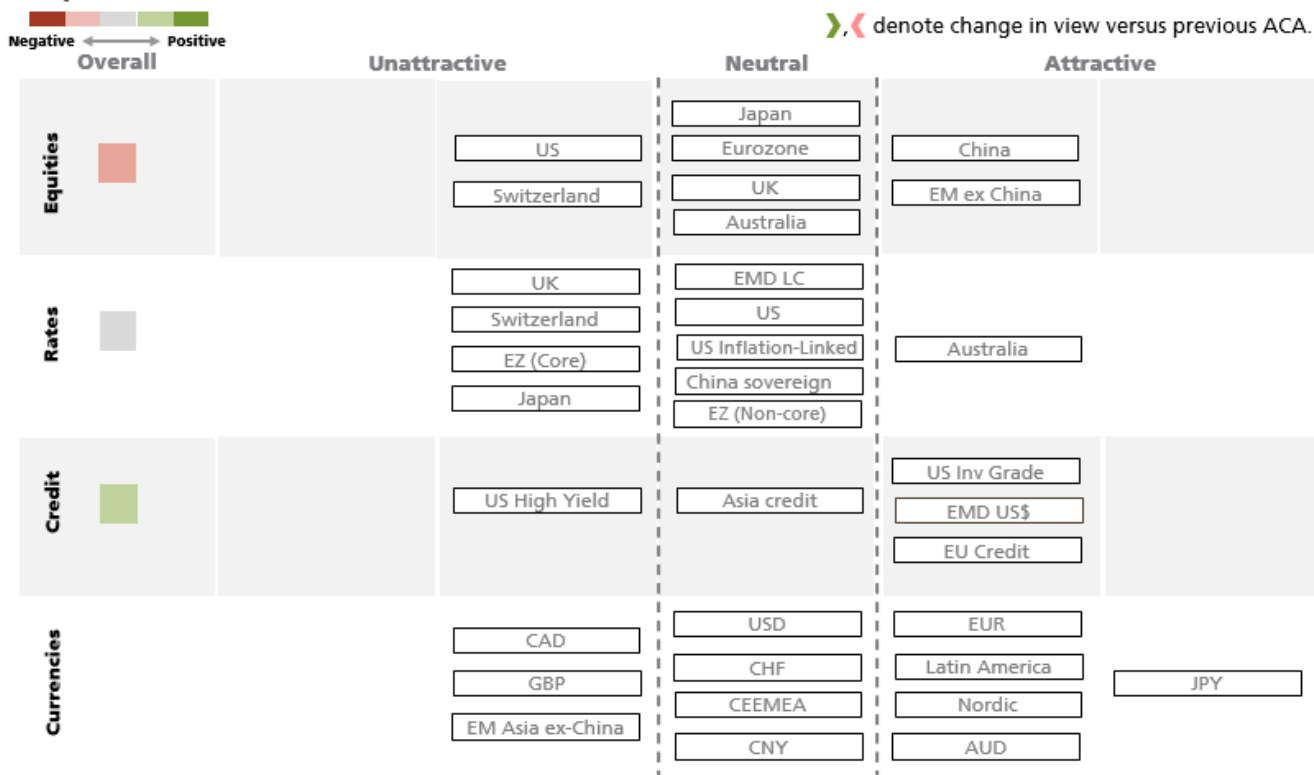 Negative Positive
❯,❮ denote change in view versus previous ACA.
Overall Unattractive Neutral Attractive
Equities
Japan
US Eurozone China
Switzerland UK EM ex China
Australia
Rates
UK EMD LC
Switzerland US
EZ (Core) US Inflation-Linked Australia
Japan China sovereign
EZ (Non-core)
Credit
US Inv Grade
US High Yield Asia credit EMD US$
EU Credit
Currencies
CAD USD EUR
GBP CHF Latin America JPY
EM Asia ex-China CEEMEA Nordic
CNY AUD